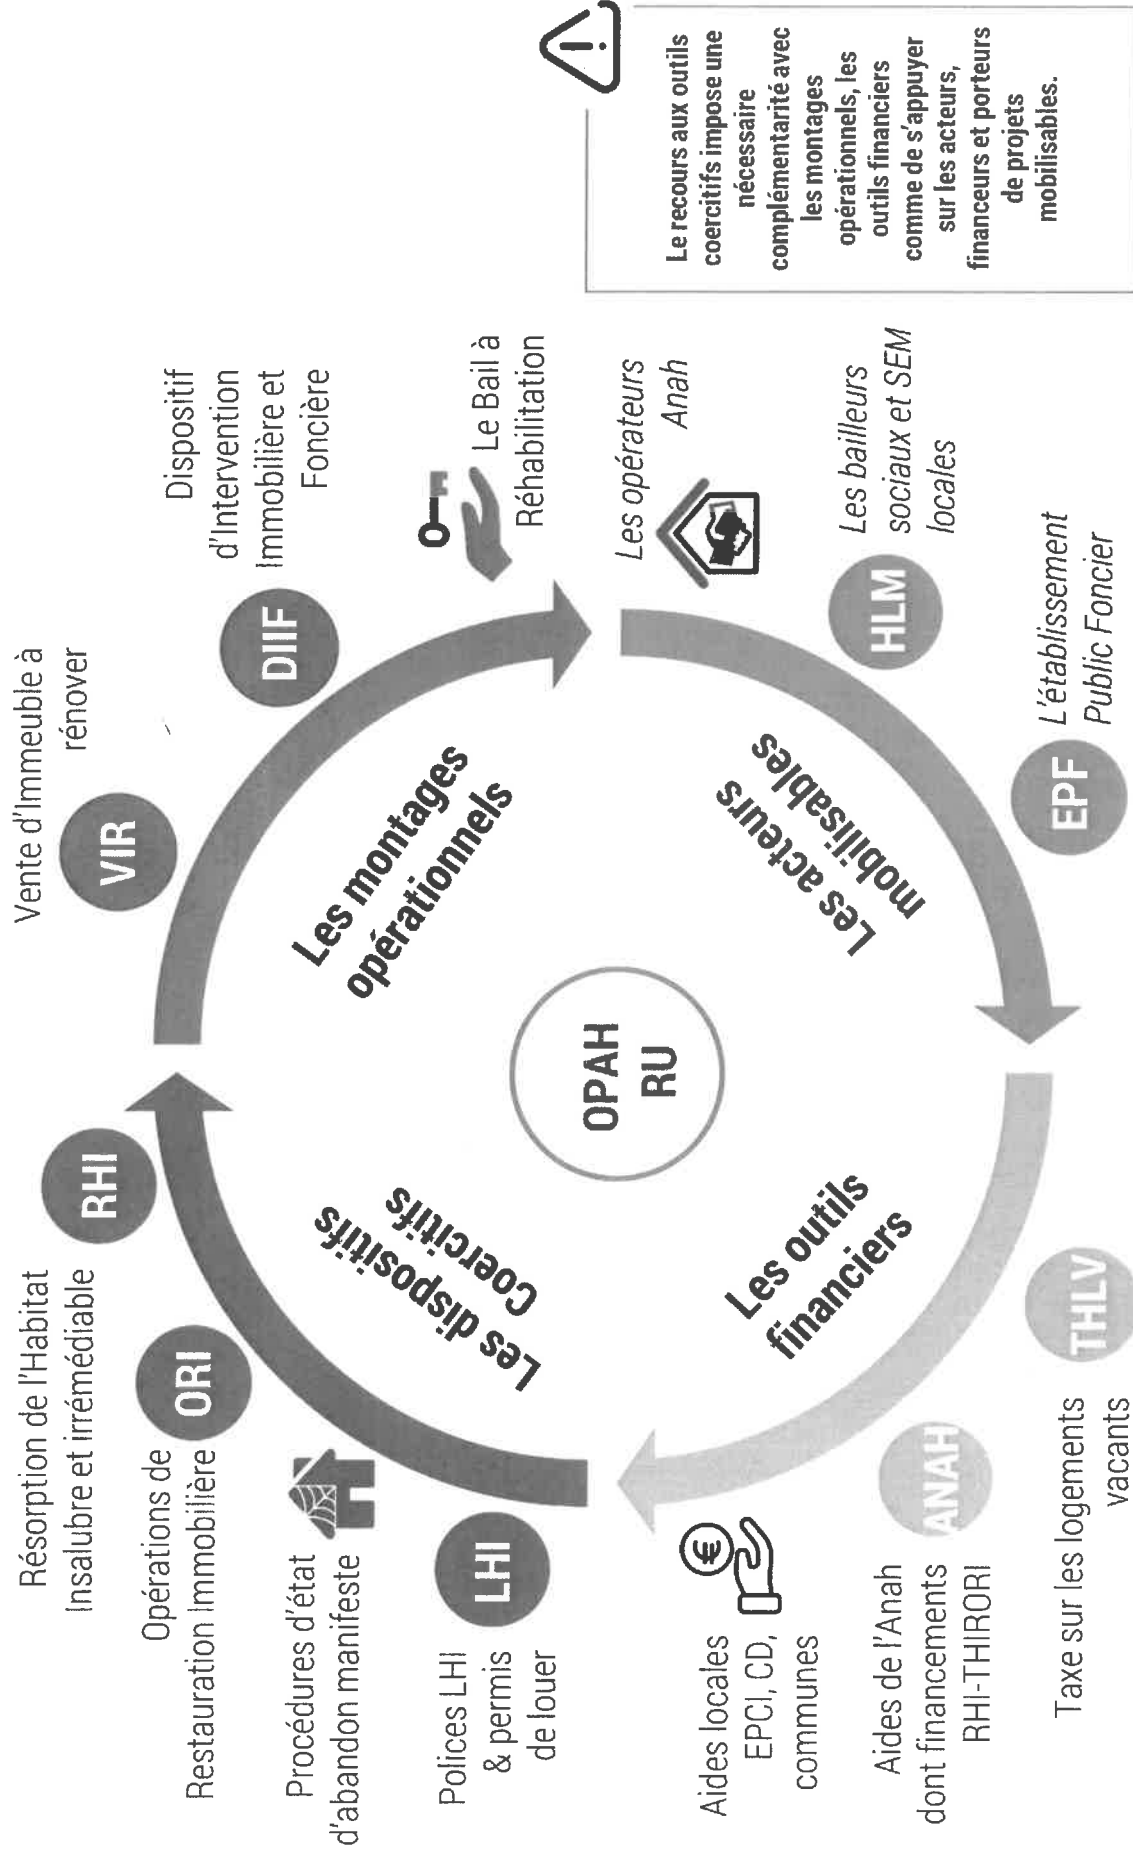 Résorption de l'Habitat
Insalubre et irrémédiable
RHI
Opérations de
Restauration Immobilière
ORI
Procédures d'état
d'abandon manifeste
Polices LHI
& permis
de louer
LHI
Les dispositifs
Coercitifs
Vente d'Immeuble à
rénover
VIR
Dispositif
d'Intervention
Immobilière et
Foncière
DIIF
Le Bail à
Réhabilitation
Les montages
opérationnels
OPAH
RU
Les opérateurs
Anah
Les bailleurs
sociaux et SEM
locales
HLM
L'établissement
Public Foncier
EPF
Les acteurs
mobilisables
Aides locales
EPCI, CD,
communes
Aides de l'Anah
dont financements
RHI-THIRORI
ANAH
Taxe sur les logements
vacants
THLV
Les outils
financiers
Le recours aux outils
coercitifs impose une
nécessaire
complémentarité avec
les montages
opérationnels, les
outils financiers
comme de s'appuyer
sur les acteurs,
financeurs et porteurs
de projets
mobilisables.